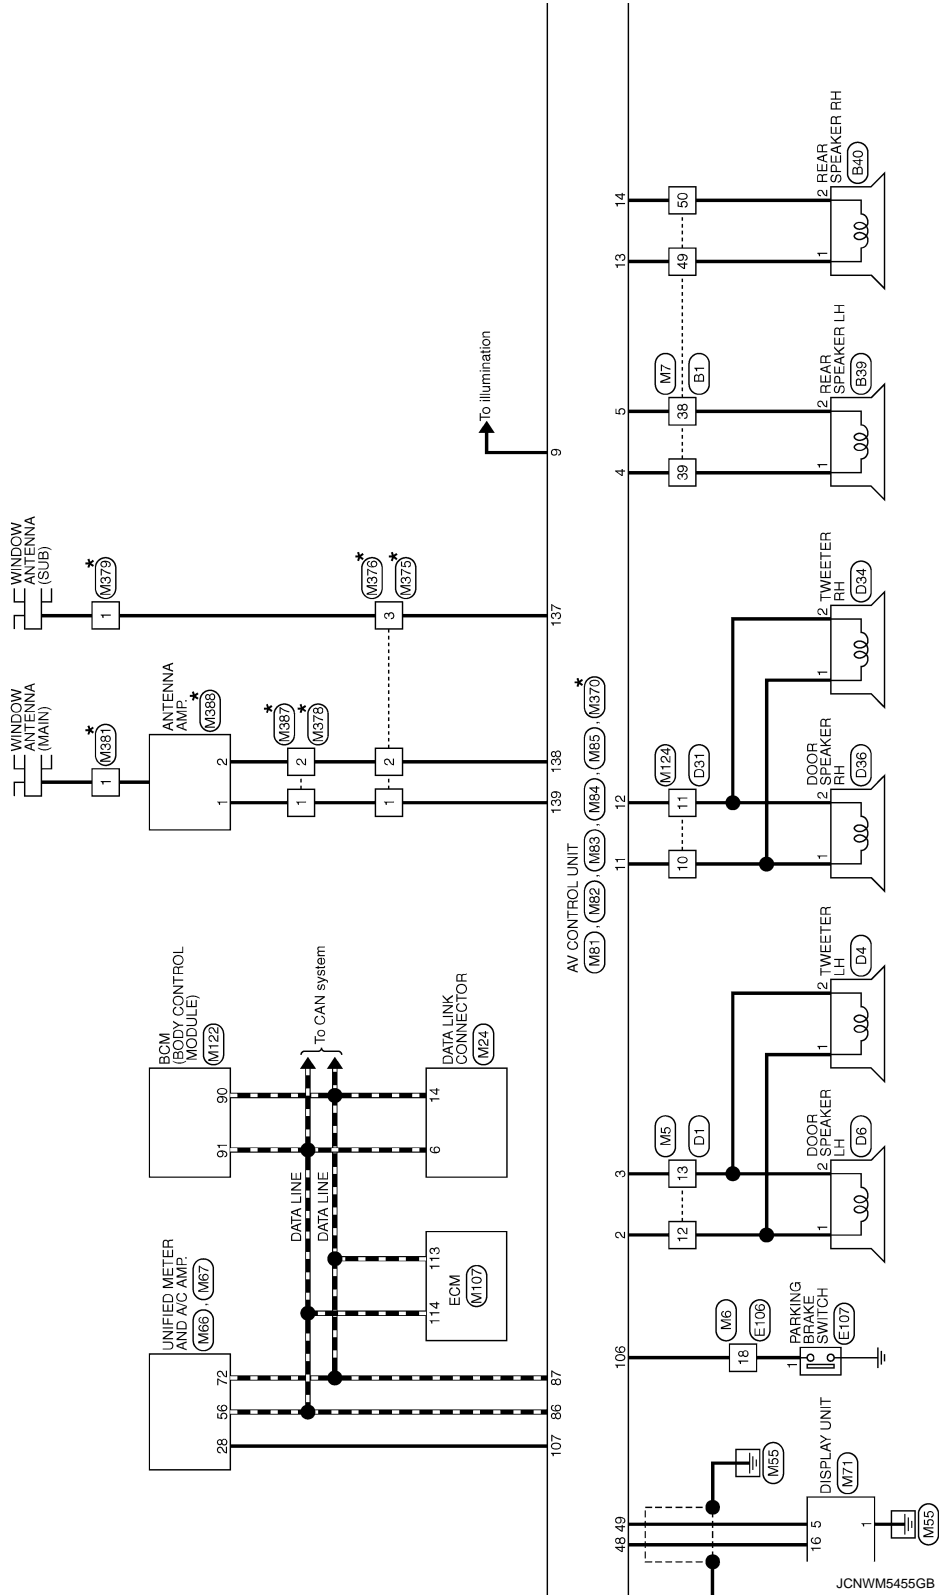 WINDOW
ANTENNA
(MAIN)
1
M381
*
WINDOW
ANTENNA
(SUB)
1
M379
*
ANTENNA
AMP.
M388
*
1
2
1
2
M387
*
M378
*
1
2
3
M376
*
M375
*
139
138
137
To illumination
9
UNIFIED METER
AND A/C AMP.
M66 , M67
28
56
72
BCM
(BODY CONTROL
MODULE)
M122
91
90
DATA LINE
DATA LINE
To CAN system
114
113
ECM
M107
6
14
DATA LINK
CONNECTOR
M24
107
86
87
AV CONTROL UNIT
M81 , M82 , M83 , M84 , M85 , M370
*
48
49
106
2
3
11
12
4
5
13
14
M55
16
5
1
DISPLAY UNIT
M71
M55
18
M6
E106
1
PARKING
BRAKE
SWITCH
E107
12
13
M5
D1
1
2
DOOR
SPEAKER
LH
D6
1
2
TWEETER
LH
D4
10
11
M124
D31
1
2
DOOR
SPEAKER
RH
D36
1
2
TWEETER
RH
D34
39
38
M7
B1
49
50
1
2
REAR
SPEAKER LH
B39
1
2
REAR
SPEAKER RH
B40
JCNWM5455GB